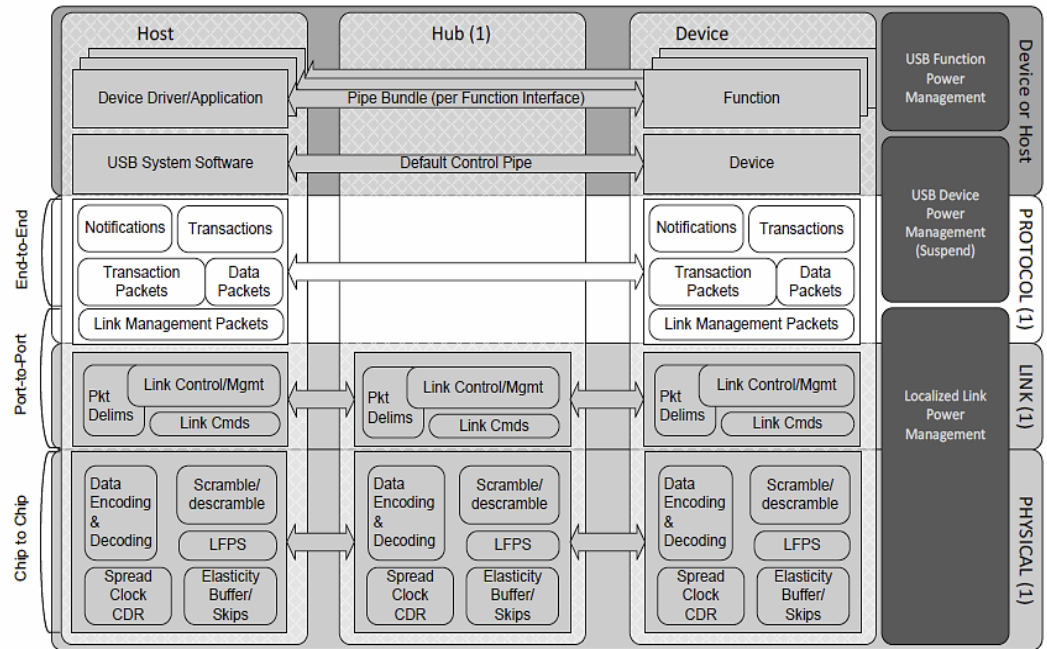 Host
Hub (1)
Device
Device Driver/Application
Pipe Bundle (per Function Interface)
Function
USB System Software
Default Control Pipe
Device
USB Function
Power
Management
Device or Host
End-to-End
Notifications
Transactions
Transaction
Packets
Data
Packets
Link Management Packets
Notifications
Transactions
Transaction
Packets
Data
Packets
Link Management Packets
USB Device
Power
Management
(Suspend)
PROTOCOL (1)
Port-to-Port
Pkt
Delims
Link Control/Mgmt
Link Cmds
Pkt
Delims
Link Control/Mgmt
Link Cmds
Pkt
Delims
Link Control/Mgmt
Link Cmds
Localized Link
Power
Management
LINK (1)
Chip to Chip
Data
Encoding
&
Decoding
Scramble/
descramble
LFPS
Spread
Clock
CDR
Elasticity
Buffer/
Skips
Data
Encoding
&
Decoding
Scramble/
descramble
LFPS
Spread
Clock
CDR
Elasticity
Buffer/
Skips
Data
Encoding
&
Decoding
Scramble/
descramble
LFPS
Spread
Clock
CDR
Elasticity
Buffer/
Skips
PHYSICAL (1)